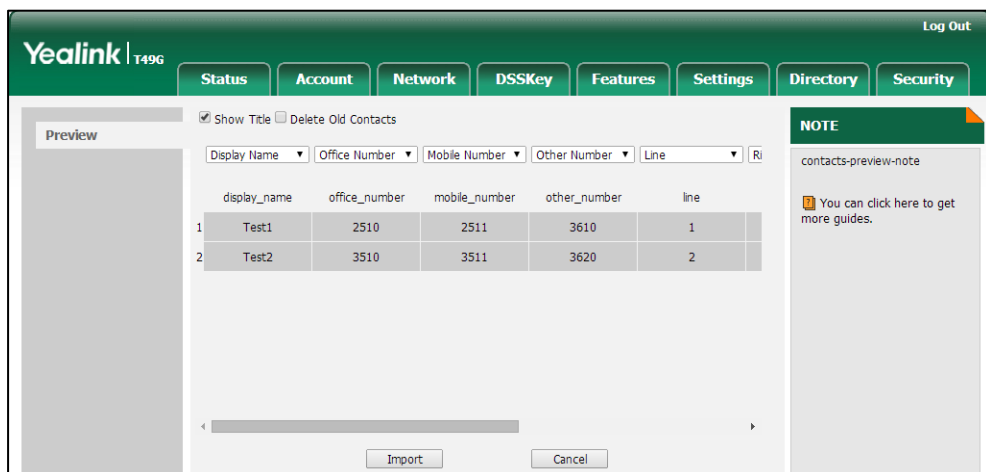 Log Out
Yealink | T49G
Status Account Network DSSKey Features Settings Directory Security
Preview
Show Title Delete Old Contacts
Display Name Office Number Mobile Number Other Number Line Ri
display_name office_number mobile_number other_number line
1 Test1 2510 2511 3610 1
2 Test2 3510 3511 3620 2
Import Cancel
NOTE
contacts-preview-note
You can click here to get
more guides.